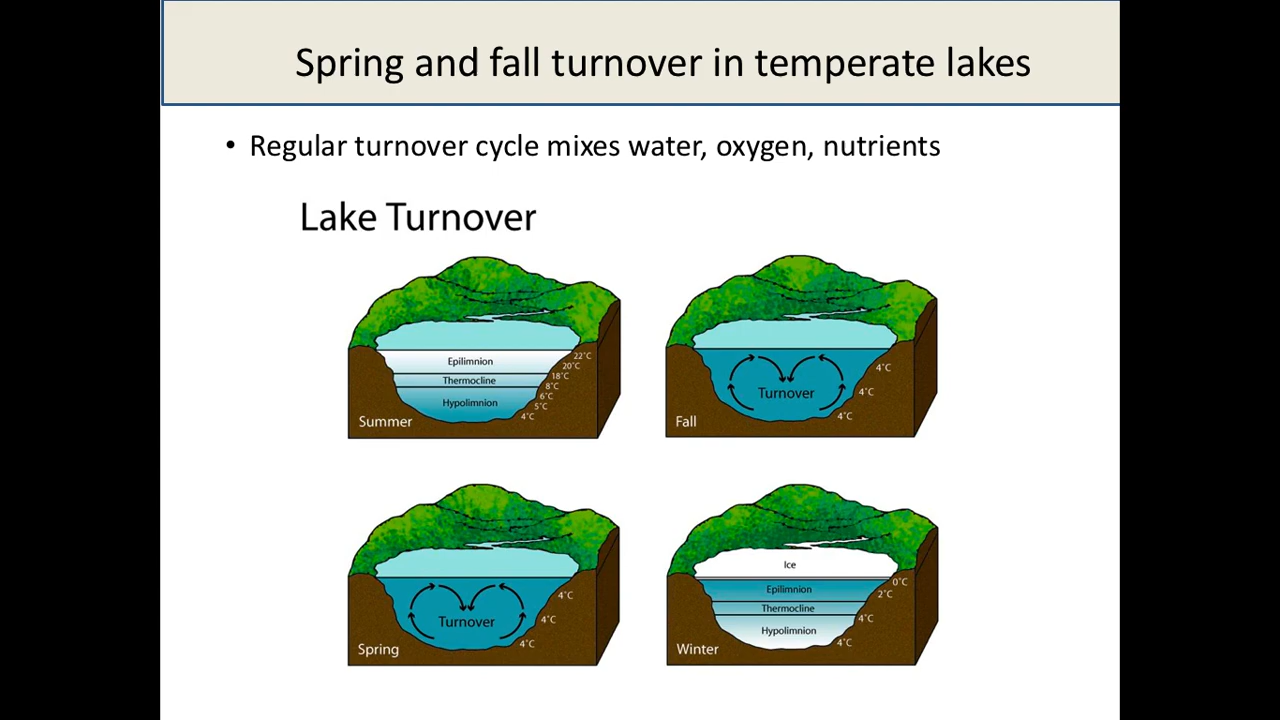 Spring and fall turnover in temperate lakes
• Regular turnover cycle mixes water, oxygen, nutrients
Lake Turnover
Epilimnion
Thermocline
Hypolimnion
22°C
20°C
18°C
8°C
6°C
5°C
4°C
Summer
Turnover
4°C
4°C
4°C
Fall
Turnover
4°C
4°C
4°C
Spring
Ice
Epilimnion
Thermocline
Hypolimnion
0°C
2°C
4°C
4°C
Winter